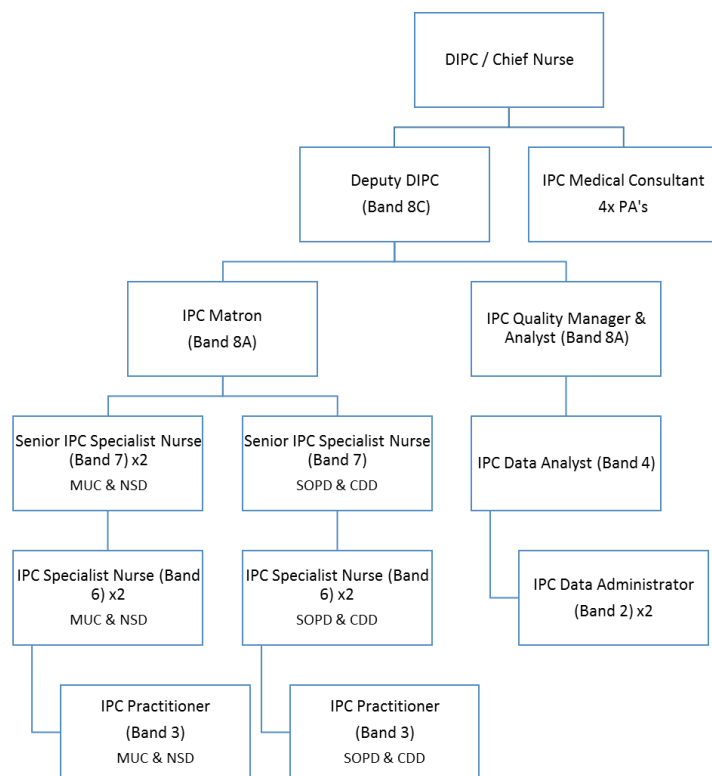 DIPC / Chief Nurse
Deputy DIPC
(Band 8C)
IPC Medical Consultant
4x PA's
IPC Matron
(Band 8A)
IPC Quality Manager &
Analyst (Band 8A)
Senior IPC Specialist Nurse
(Band 7) x2
MUC & NSD
Senior IPC Specialist Nurse
(Band 7)
SOPD & CDD
IPC Data Analyst (Band 4)
IPC Specialist Nurse (Band
6) x2
MUC & NSD
IPC Specialist Nurse (Band
6) x2
SOPD & CDD
IPC Data Administrator
(Band 2) x2
IPC Practitioner
(Band 3)
MUC & NSD
IPC Practitioner
(Band 3)
SOPD & CDD